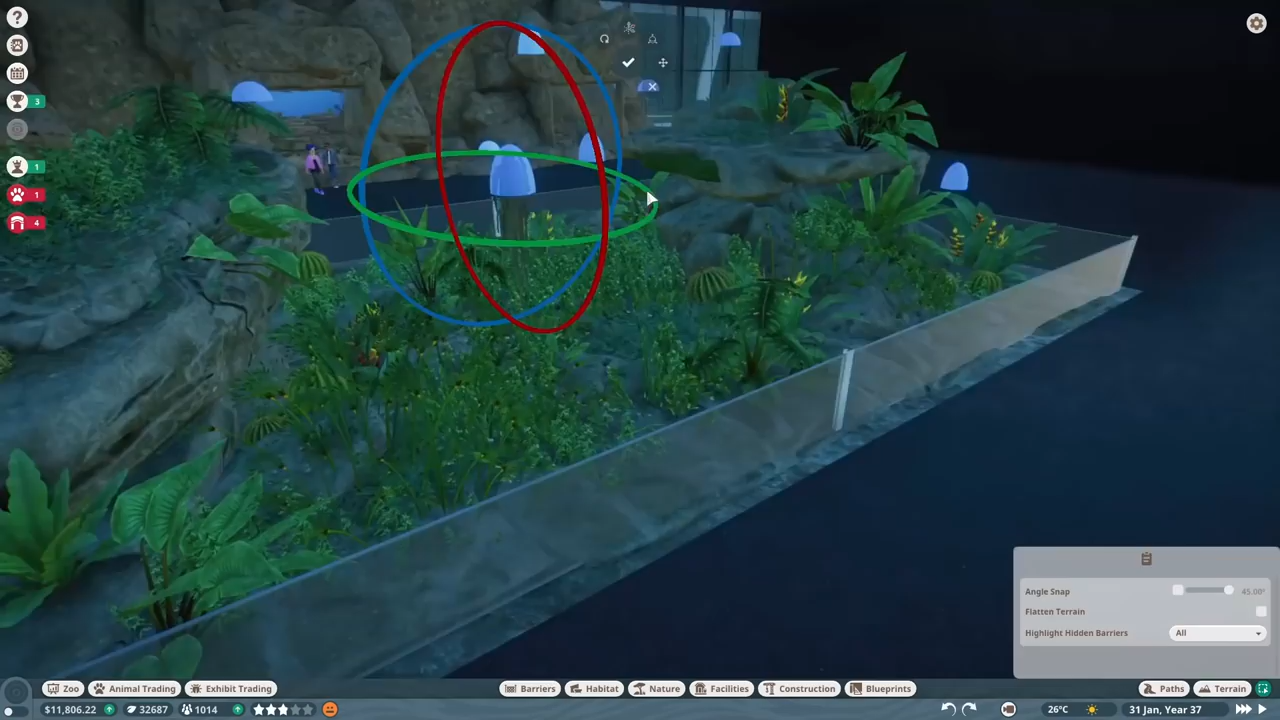 ?
3
1
1
4
Angle Snap 45.00°
Flatten Terrain
Highlight Hidden Barriers All
Zoo Animal Trading Exhibit Trading Barriers Habitat Nature Facilities Construction Blueprints Paths Terrain
$11,806.22 32687 1014 26°C 31 Jan, Year 37